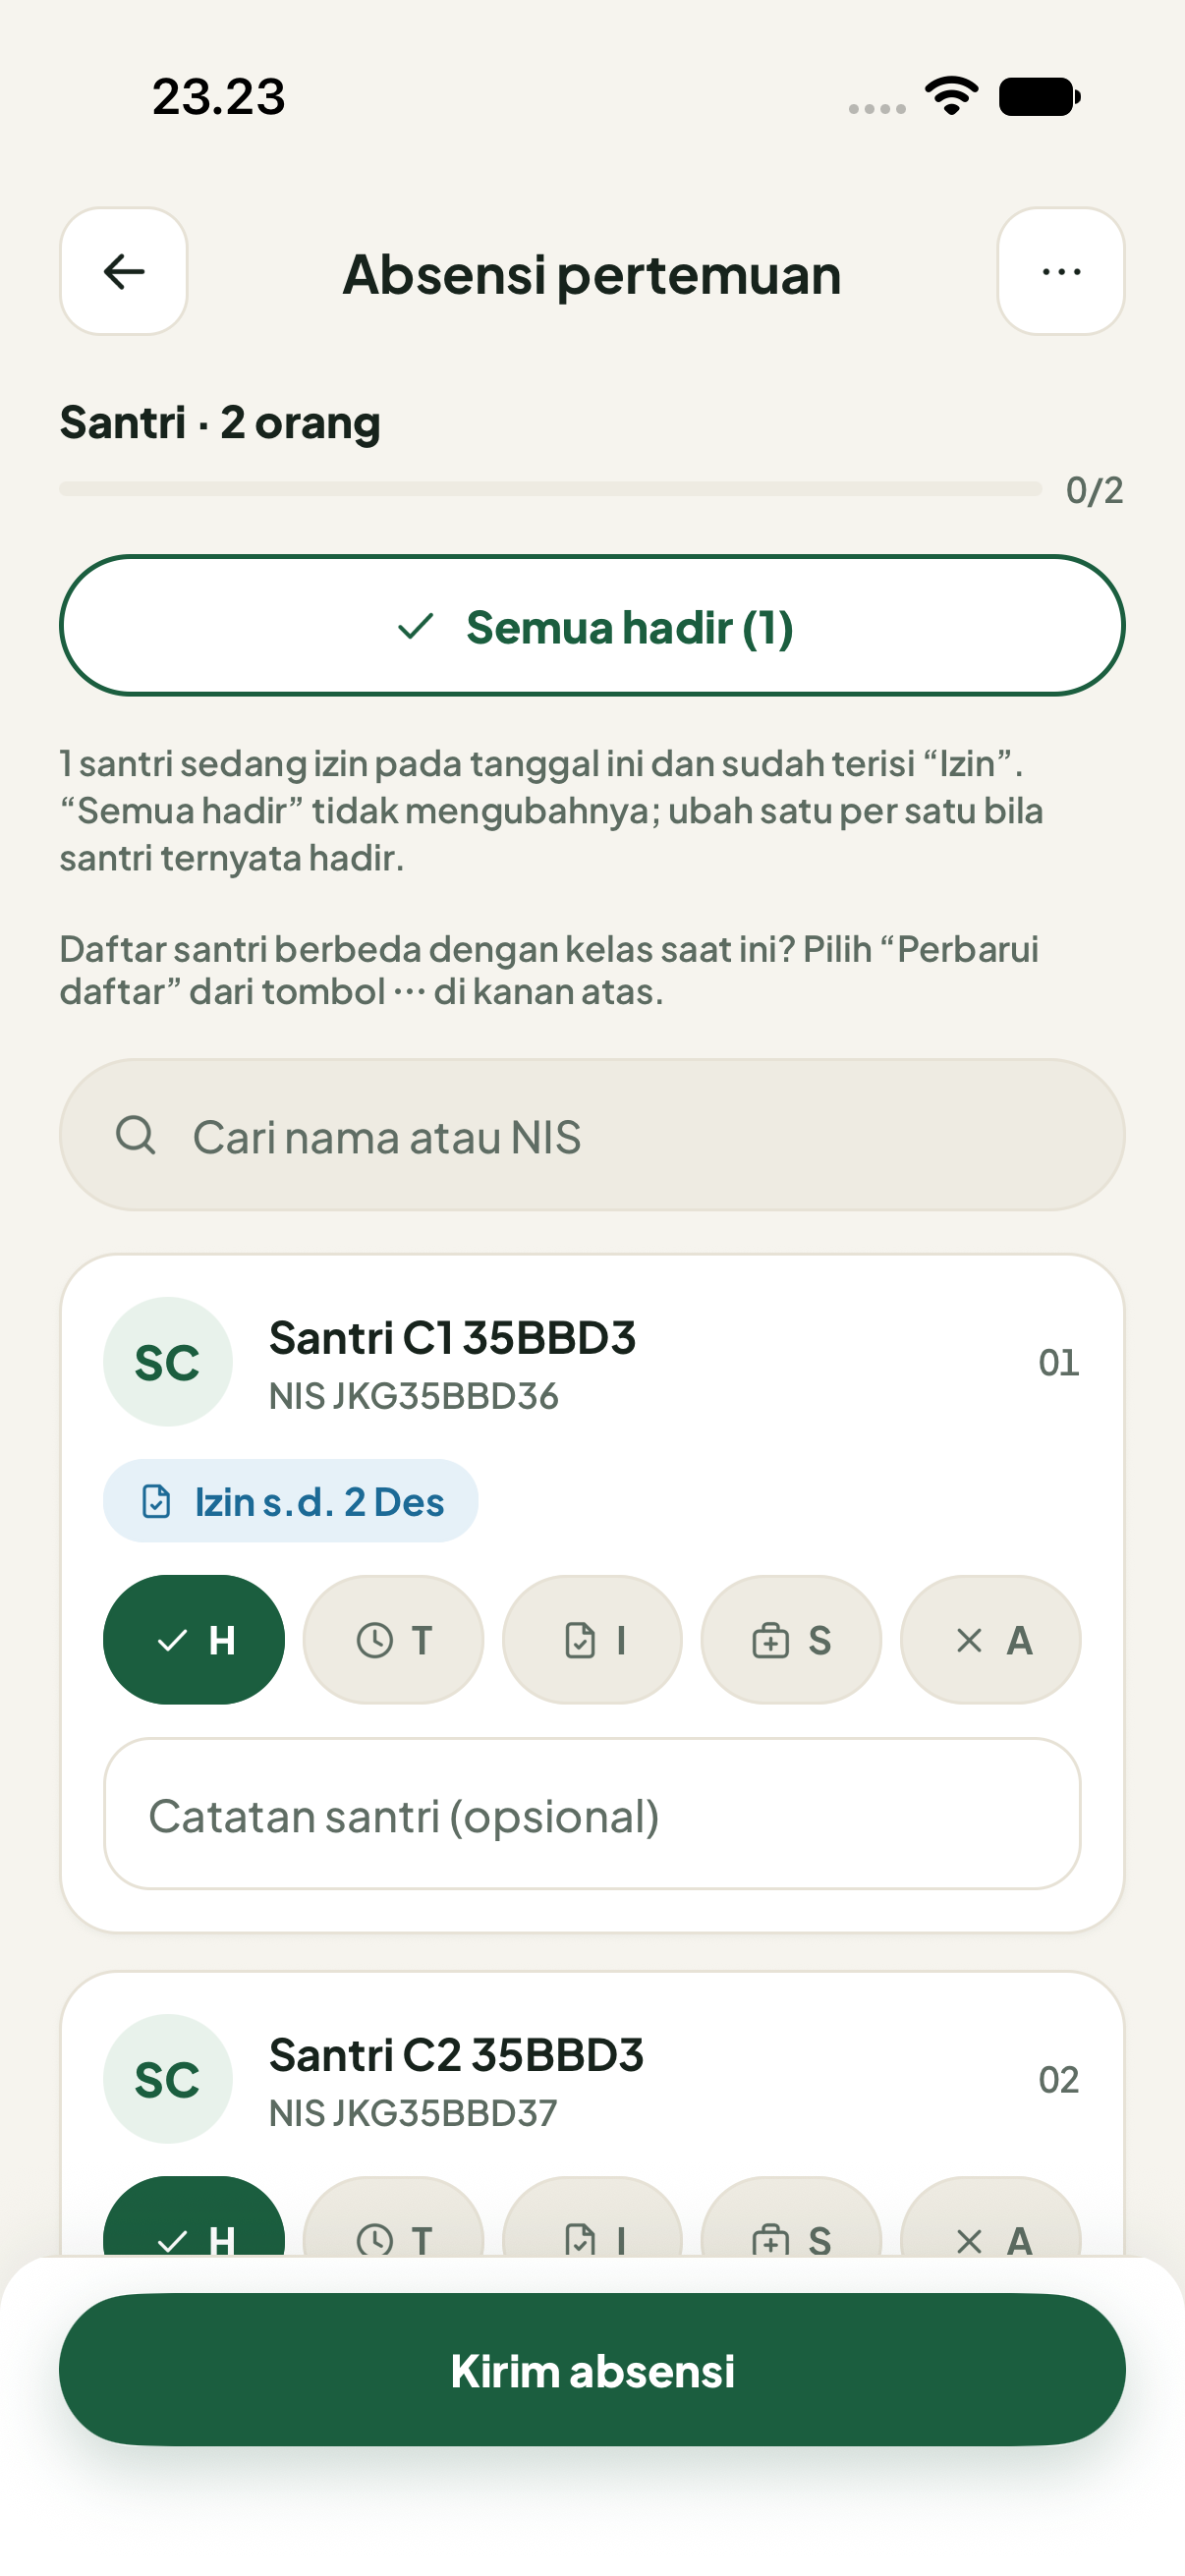 23.23
Absensi pertemuan
Santri · 2 orang
0/2
Semua hadir (1)
1 santri sedang izin pada tanggal ini dan sudah terisi “Izin”.
“Semua hadir” tidak mengubahnya; ubah satu per satu bila
santri ternyata hadir.
Daftar santri berbeda dengan kelas saat ini? Pilih “Perbarui
daftar” dari tombol ··· di kanan atas.
Cari nama atau NIS
SC
Santri C1 35BBD3
NIS JKG35BBD36
01
Izin s.d. 2 Des
H T I S A
Catatan santri (opsional)
SC
Santri C2 35BBD3
NIS JKG35BBD37
02
H T I S A
Kirim absensi